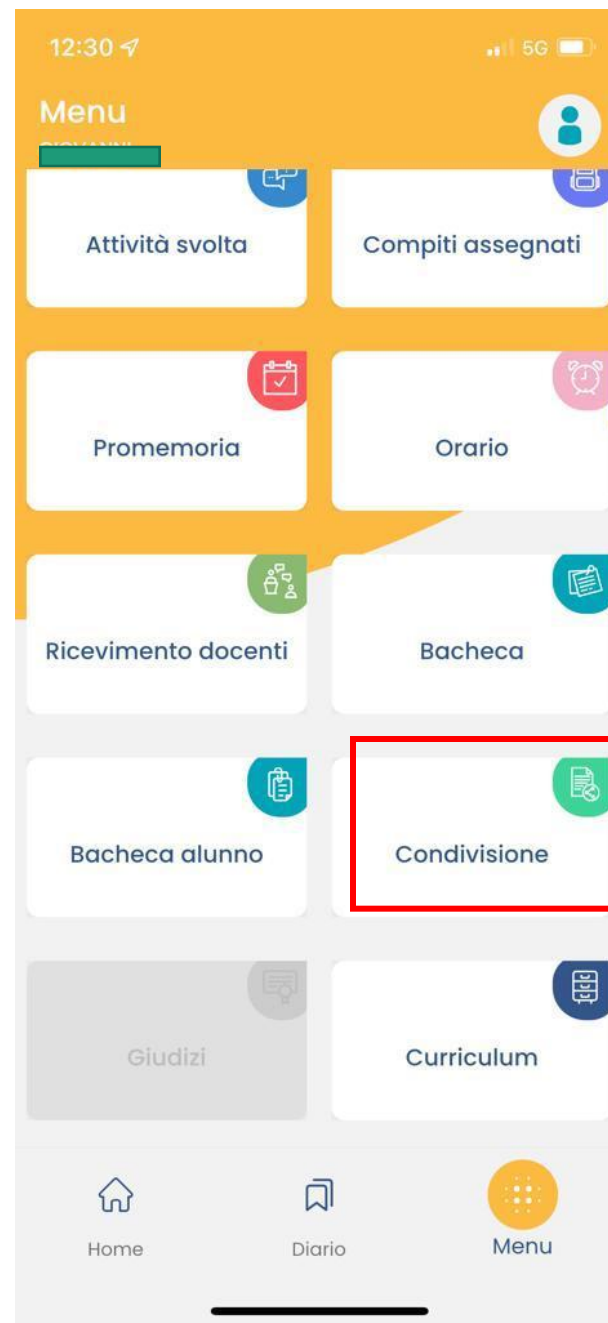 12:30
5G
Menu
Attività svolta
Compiti assegnati
Promemoria
Orario
Ricevimento docenti
Bacheca
Bacheca alunno
Condivisione
Giudizi
Curriculum
Home
Diario
Menu